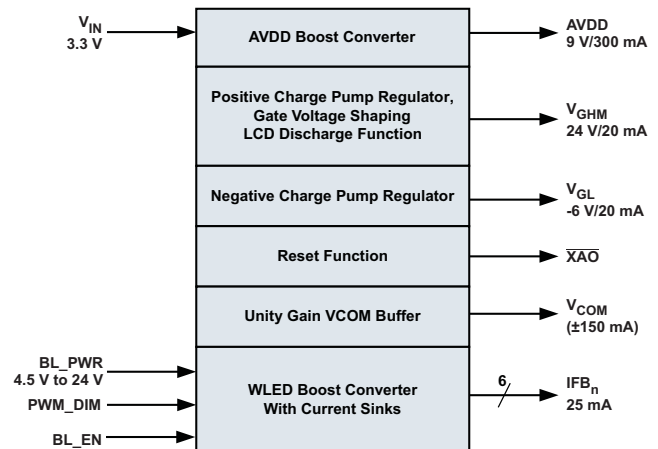 V_IN
3.3 V
AVDD Boost Converter
AVDD
9 V/300 mA
Positive Charge Pump Regulator,
Gate Voltage Shaping
LCD Discharge Function
V_GHM
24 V/20 mA
Negative Charge Pump Regulator
V_GL
-6 V/20 mA
Reset Function
X̅A̅O̅
Unity Gain VCOM Buffer
V_COM
(±150 mA)
BL_PWR
4.5 V to 24 V
PWM_DIM
BL_EN
WLED Boost Converter
With Current Sinks
6
IFB_n
25 mA